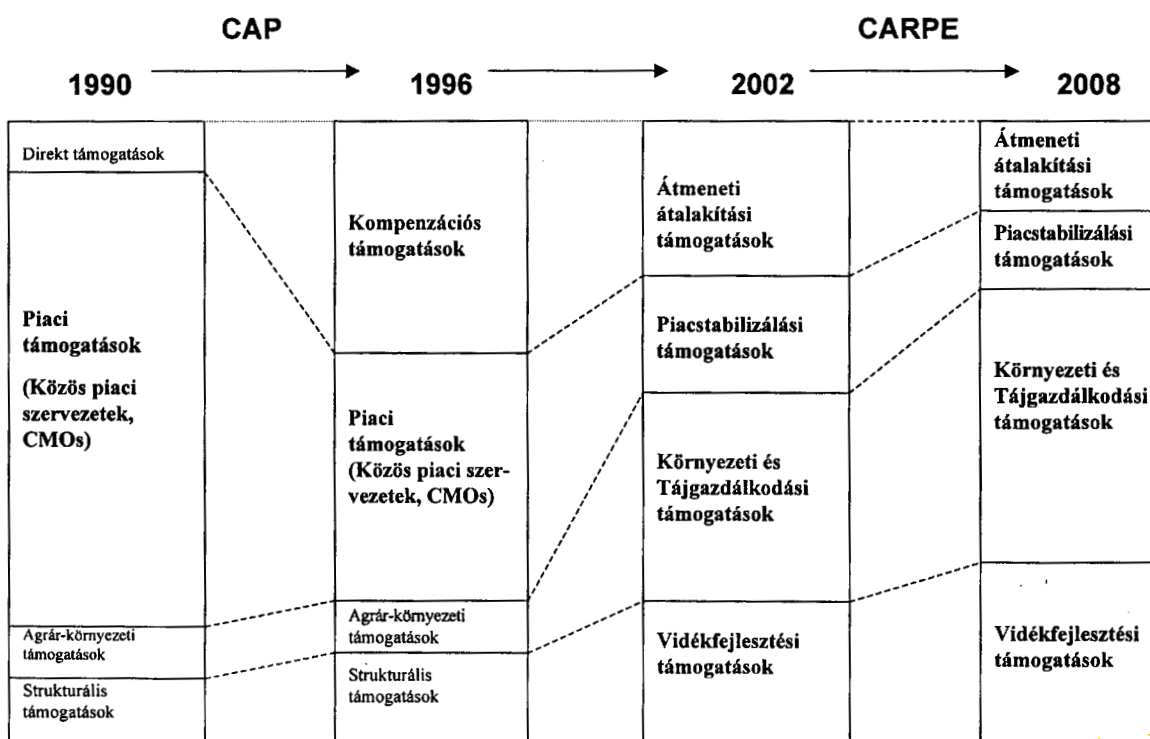 CAP
CARPE
1990
1996
2002
2008
Direkt támogatások
Piaci
támogatások
(Közös piaci
szervezetek,
CMOs)
Agrár-környezeti
támogatások
Strukturális
támogatások
Kompenzációs
támogatások
Piaci
támogatások
(Közös piaci szer-
vezetek, CMOs)
Agrár-környezeti
támogatások
Strukturális
támogatások
Átmeneti
átalakítási
támogatások
Piacstabilizálási
támogatások
Környezeti és
Tájgazdálkodási
támogatások
Vidékfejlesztési
támogatások
Átmeneti
átalakítási
támogatások
Piacstabilizálási
támogatások
Környezeti és
Tájgazdálkodási
támogatások
Vidékfejlesztési
támogatások